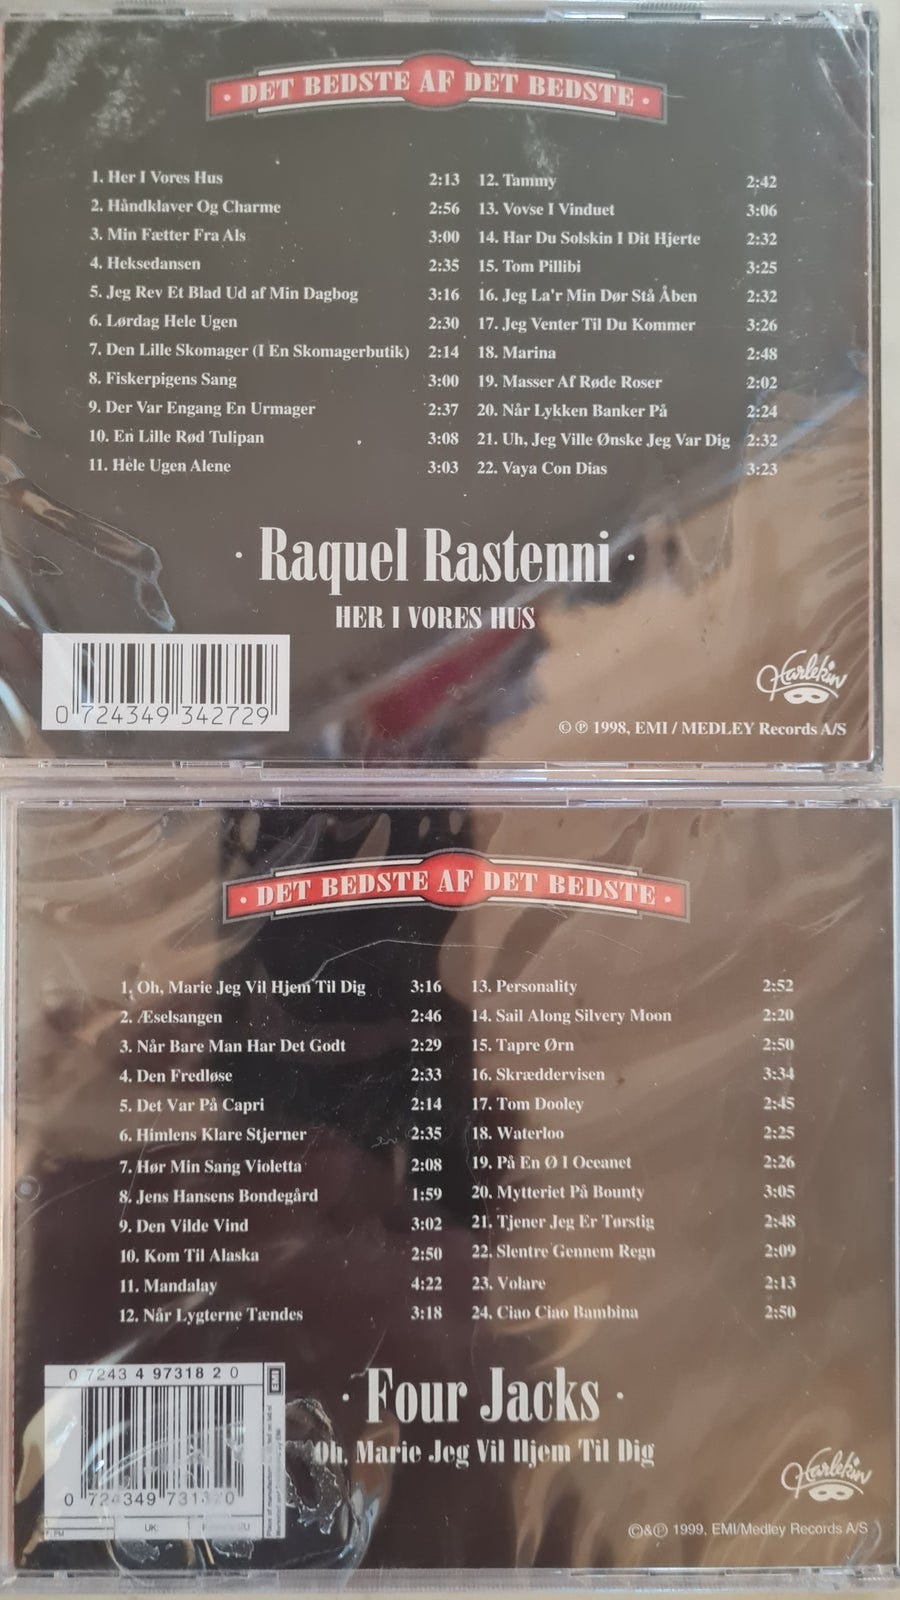 · DET BEDSTE AF DET BEDSTE ·
1. Her I Vores Hus 2:13
2. Håndklaver Og Charme 2:56
3. Min Fætter Fra Als 3:00
4. Heksedansen 2:35
5. Jeg Rev Et Blad Ud af Min Dagbog 3:16
6. Lørdag Hele Ugen 2:30
7. Den Lille Skomager (I En Skomagerbutik) 2:14
8. Fiskerpigens Sang 3:00
9. Der Var Engang En Urmager 2:37
10. En Lille Rød Tulipan 3:08
11. Hele Ugen Alene 3:03
12. Tammy 2:42
13. Vovse I Vinduet 3:06
14. Har Du Solskin I Dit Hjerte 2:32
15. Tom Pillibi 3:25
16. Jeg La'r Min Dør Stå Åben 2:32
17. Jeg Venter Til Du Kommer 3:26
18. Marina 2:48
19. Masser Af Røde Roser 2:02
20. Når Lykken Banker På 2:24
21. Uh, Jeg Ville Ønske Jeg Var Dig 2:32
22. Vaya Con Dias 3:23
· Raquel Rastenni ·
HER I VORES HUS
0 724349 342729
Harlekin
© ℗ 1998, EMI / MEDLEY Records A/S
· DET BEDSTE AF DET BEDSTE ·
1. Oh, Marie Jeg Vil Hjem Til Dig 3:16
2. Æselsangen 2:46
3. Når Bare Man Har Det Godt 2:29
4. Den Fredløse 2:33
5. Det Var På Capri 2:14
6. Himlens Klare Stjerner 2:35
7. Hør Min Sang Violetta 2:08
8. Jens Hansens Bondegård 1:59
9. Den Vilde Vind 3:02
10. Kom Til Alaska 2:50
11. Mandalay 4:22
12. Når Lygterne Tændes 3:18
13. Personality 2:52
14. Sail Along Silvery Moon 2:20
15. Tapre Ørn 2:50
16. Skræddervisen 3:34
17. Tom Dooley 2:45
18. Waterloo 2:25
19. På En Ø I Oceanet 2:26
20. Mytteriet På Bounty 3:05
21. Tjener Jeg Er Tørstig 2:48
22. Slentre Gennem Regn 2:09
23. Volare 2:13
24. Ciao Ciao Bambina 2:50
· Four Jacks ·
Oh, Marie Jeg Vil Hjem Til Dig
0 7243 4 97318 2 0
EMI
0 724349
UK:
Harlekin
©&℗ 1999, EMI/Medley Records A/S